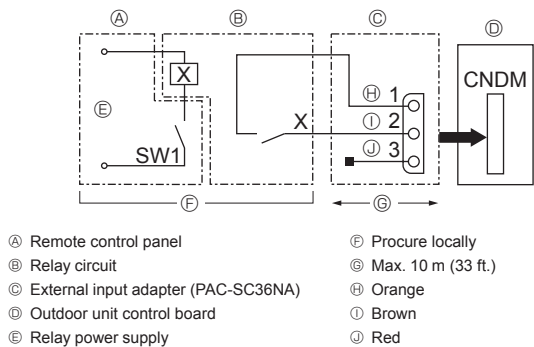 Ⓐ Ⓑ Ⓒ Ⓓ
CNDM
X
Ⓗ 1
Ⓔ X Ⓘ 2
SW1 Ⓙ 3
Ⓕ Ⓖ
Ⓐ Remote control panel
Ⓑ Relay circuit
Ⓒ External input adapter (PAC-SC36NA)
Ⓓ Outdoor unit control board
Ⓔ Relay power supply
Ⓕ Procure locally
Ⓖ Max. 10 m (33 ft.)
Ⓗ Orange
Ⓘ Brown
Ⓙ Red